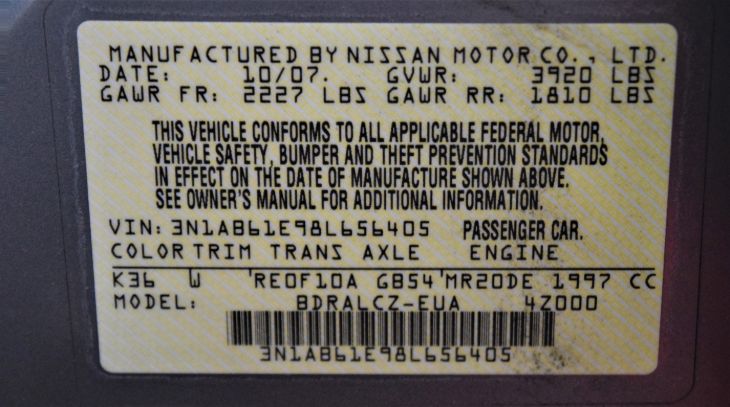 MANUFACTURED BY NISSAN MOTOR CO., LTD.
DATE: 10/07. GVWR: 3920 LBS
GAWR FR: 2227 LBS GAWR RR: 1810 LBS
THIS VEHICLE CONFORMS TO ALL APPLICABLE FEDERAL MOTOR,
VEHICLE SAFETY, BUMPER AND THEFT PREVENTION STANDARDS
IN EFFECT ON THE DATE OF MANUFACTURE SHOWN ABOVE.
SEE OWNER'S MANUAL FOR ADDITIONAL INFORMATION.
VIN: 3N1AB61E98L656405 PASSENGER CAR.
COLOR TRIM TRANS AXLE ENGINE
K36 W 'RE0F10A GB54'MR20DE 1997 CC
MODEL: BDRALCZ-EUA 4Z000
3N1AB61E98L656405